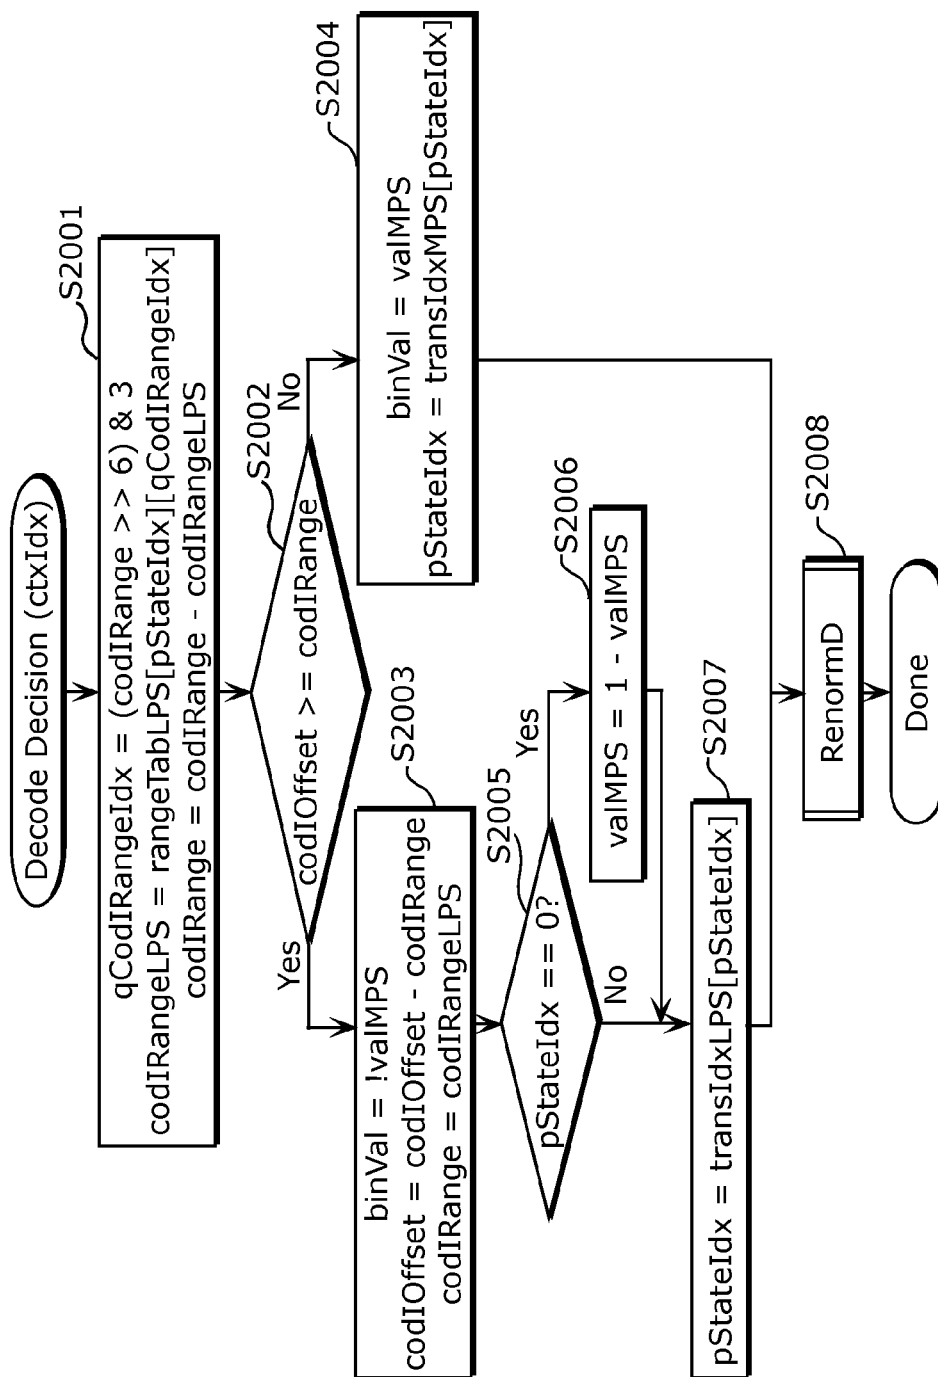 Decode Decision (ctxIdx)
S2001
qCodIRangeIdx = (codIRange >> 6) & 3
codIRangeLPS = rangeTabLPS[pStateIdx][qCodIRangeIdx]
codIRange = codIRange - codIRangeLPS
S2002
codIOffset >= codIRange
Yes
No
S2003
binVal = !valMPS
codIOffset = codIOffset - codIRange
codIRange = codIRangeLPS
S2004
binVal = valMPS
pStateIdx = transIdxMPS[pStateIdx]
S2005
pStateIdx == 0?
Yes
No
S2006
valMPS = 1 - valMPS
S2007
pStateIdx = transIdxLPS[pStateIdx]
S2008
RenormD
Done